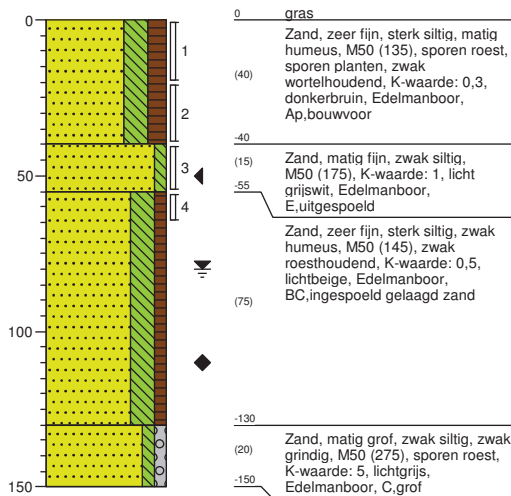 0
50
100
150
1
2
3
4
0 gras
(40)
Zand, zeer fijn, sterk siltig, matig
humeus, M50 (135), sporen roest,
sporen planten, zwak
wortelhoudend, K-waarde: 0,3,
donkerbruin, Edelmanboor,
Ap,bouwvoor
-40
(15)
Zand, matig fijn, zwak siltig,
M50 (175), K-waarde: 1, licht
grijswit, Edelmanboor,
E,uitgespoeld
-55
(75)
Zand, zeer fijn, sterk siltig, zwak
humeus, M50 (145), zwak
roesthoudend, K-waarde: 0,5,
lichtbeige, Edelmanboor,
BC,ingespoeld gelaagd zand
-130
(20)
Zand, matig grof, zwak siltig, zwak
grindig, M50 (275), sporen roest,
K-waarde: 5, lichtgrijs,
Edelmanboor, C,grof
-150